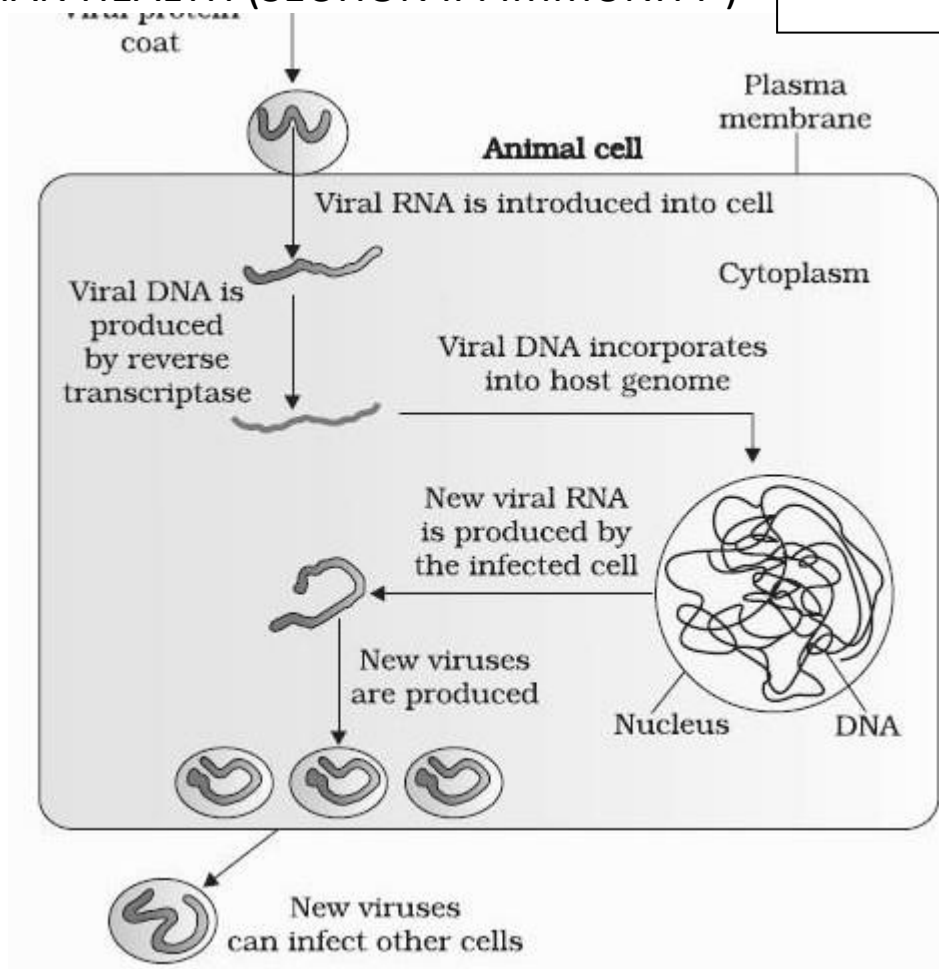 Viral protein
coat
Plasma
membrane
Animal cell
Viral RNA is introduced into cell
Cytoplasm
Viral DNA is
produced
by reverse
transcriptase
Viral DNA incorporates
into host genome
New viral RNA
is produced by
the infected cell
New viruses
are produced
Nucleus
DNA
New viruses
can infect other cells